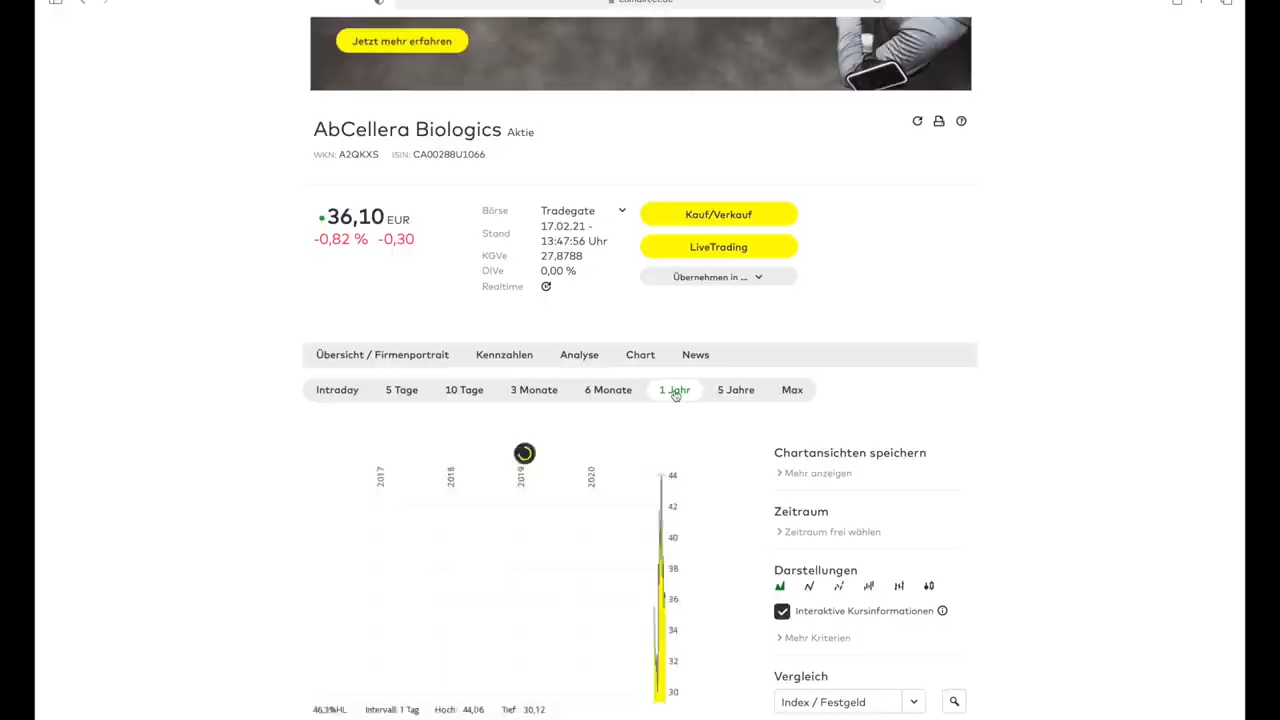 Jetzt mehr erfahren
AbCellera Biologics Aktie
WKN: A2QKXS ISIN: CA00288U1066
36,10 EUR
-0,82 % -0,30
Börse Tradegate
Stand 17.02.21 -
13:47:56 Uhr
KGVe 27,8788
DIVe 0,00 %
Realtime
Kauf/Verkauf
LiveTrading
Übernehmen in ...
Übersicht / Firmenportrait Kennzahlen Analyse Chart News
Intraday 5 Tage 10 Tage 3 Monate 6 Monate 1 Jahr 5 Jahre Max
2017 2018 2019 2020
44
42
40
38
36
34
32
30
Intervall: 1 Tag Hoch: 44,06 Tief: 30,12
Chartansichten speichern
Mehr anzeigen
Zeitraum
Zeitraum frei wählen
Darstellungen
Interaktive Kursinformationen
Mehr Kriterien
Vergleich
Index / Festgeld